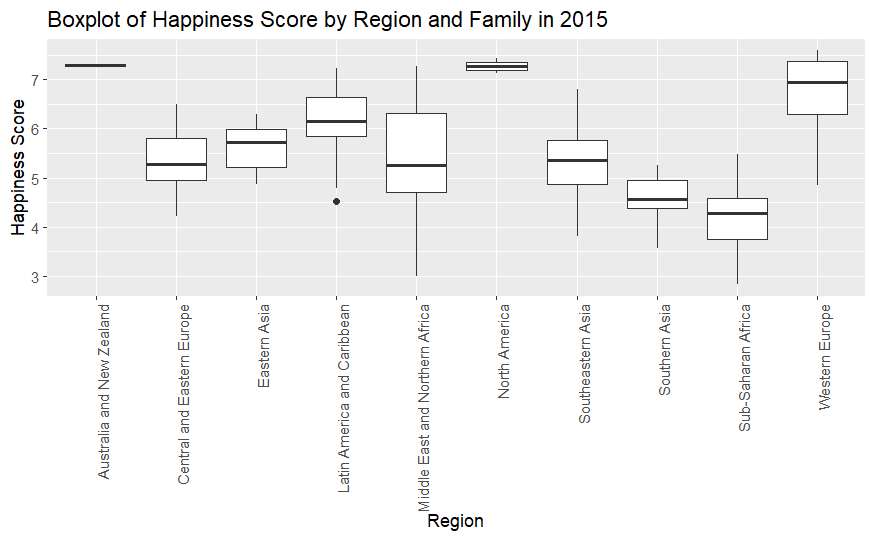 Boxplot of Happiness Score by Region and Family in 2015
Happiness Score
7
6
5
4
3
Australia and New Zealand
Central and Eastern Europe
Eastern Asia
Latin America and Caribbean
Middle East and Northern Africa
North America
Southeastern Asia
Southern Asia
Sub-Saharan Africa
Western Europe
Region